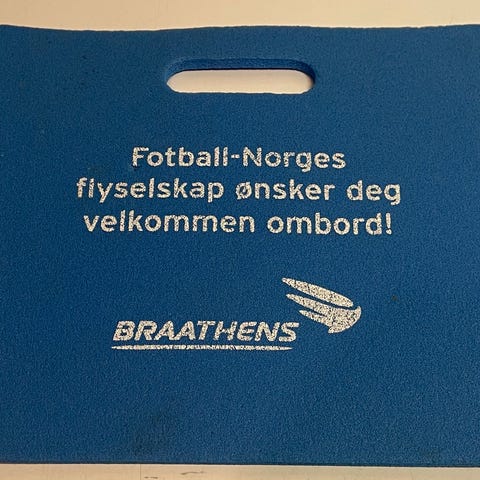 Fotball-Norges
flyselskap ønsker deg
velkommen ombord!
BRAATHENS